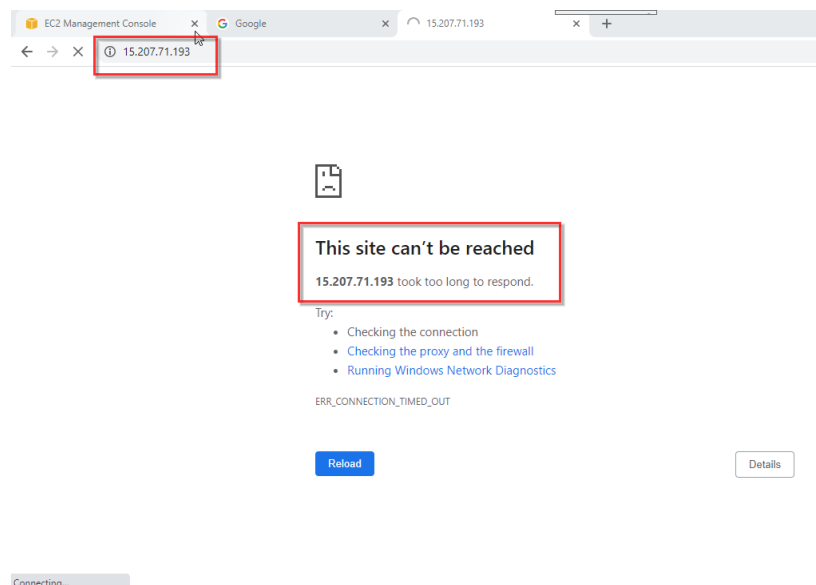 EC2 Management Console
Google
15.207.71.193
15.207.71.193
This site can't be reached
15.207.71.193 took too long to respond.
Try:
• Checking the connection
• Checking the proxy and the firewall
• Running Windows Network Diagnostics
ERR_CONNECTION_TIMED_OUT
Reload
Details
Connecting...